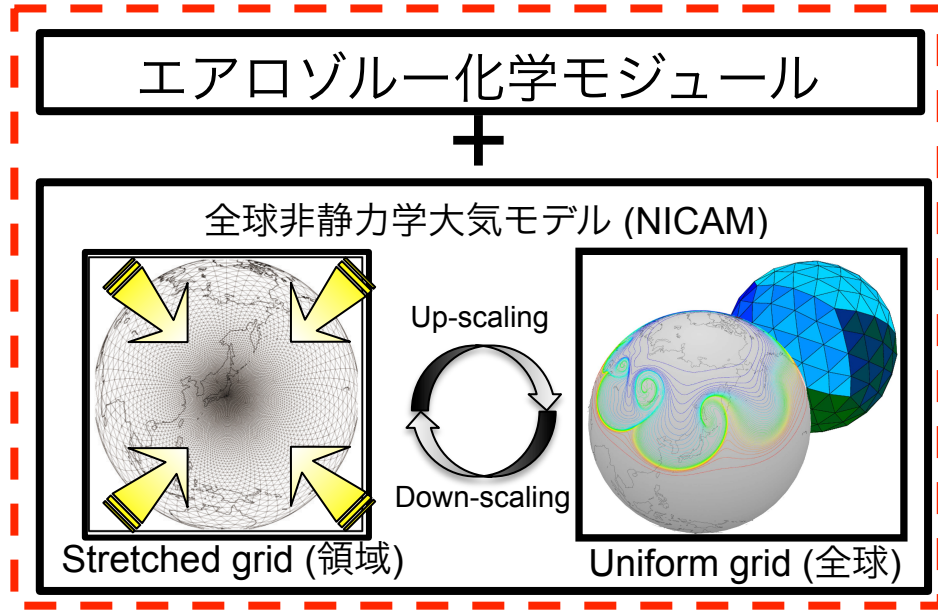 エアロゾルー化学モジュール
+
全球非静力学大気モデル (NICAM)
Up-scaling
Down-scaling
Stretched grid (領域)
Uniform grid (全球)